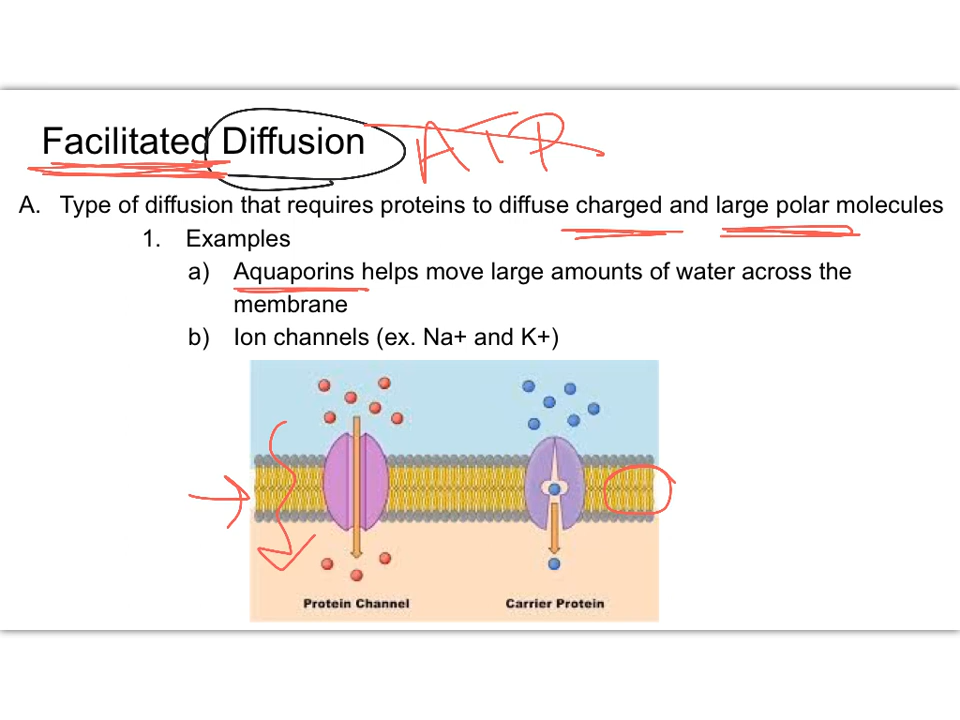 Facilitated Diffusion ATP
A. Type of diffusion that requires proteins to diffuse charged and large polar molecules
1. Examples
a) Aquaporins helps move large amounts of water across the
membrane
b) Ion channels (ex. Na+ and K+)
Protein Channel Carrier Protein